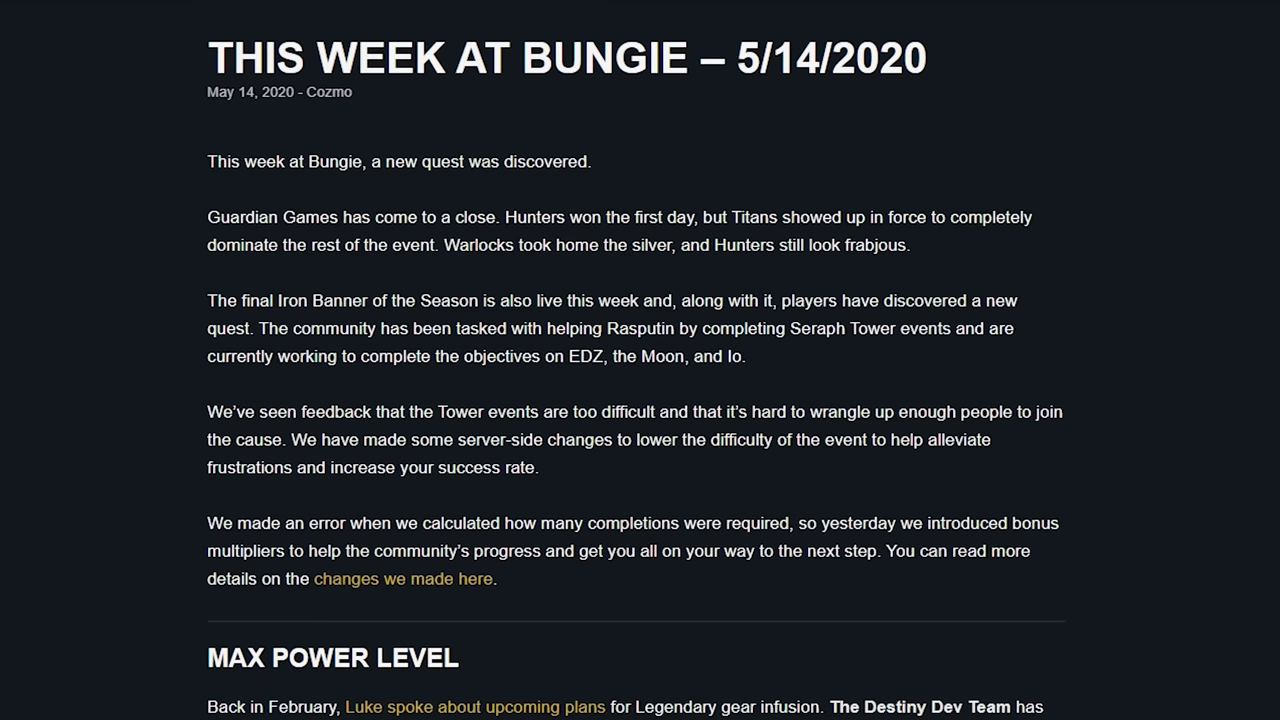 THIS WEEK AT BUNGIE – 5/14/2020
May 14, 2020 - Cozmo
This week at Bungie, a new quest was discovered.
Guardian Games has come to a close. Hunters won the first day, but Titans showed up in force to completely
dominate the rest of the event. Warlocks took home the silver, and Hunters still look frabjous.
The final Iron Banner of the Season is also live this week and, along with it, players have discovered a new
quest. The community has been tasked with helping Rasputin by completing Seraph Tower events and are
currently working to complete the objectives on EDZ, the Moon, and Io.
We’ve seen feedback that the Tower events are too difficult and that it’s hard to wrangle up enough people to join
the cause. We have made some server-side changes to lower the difficulty of the event to help alleviate
frustrations and increase your success rate.
We made an error when we calculated how many completions were required, so yesterday we introduced bonus
multipliers to help the community’s progress and get you all on your way to the next step. You can read more
details on the changes we made here.
MAX POWER LEVEL
Back in February, Luke spoke about upcoming plans for Legendary gear infusion. The Destiny Dev Team has